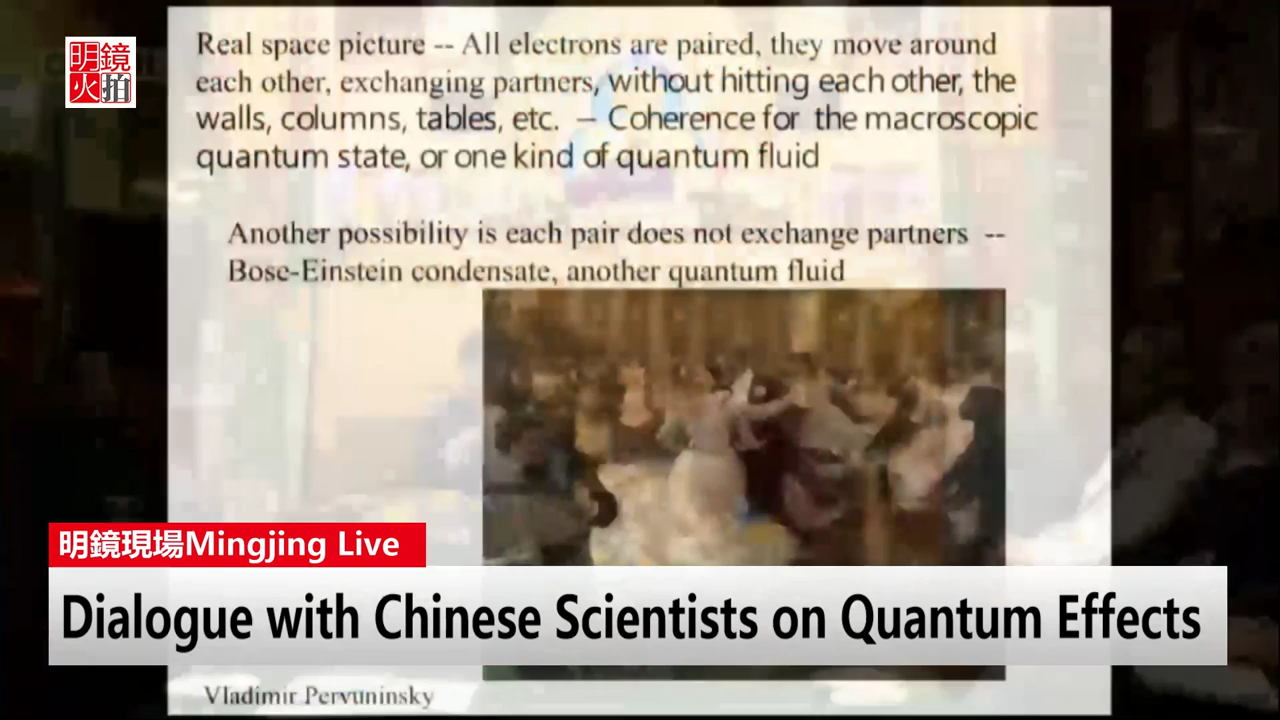 明鏡
火拍
Real space picture -- All electrons are paired, they move around
each other, exchanging partners, without hitting each other, the
walls, columns, tables, etc. – Coherence for the macroscopic
quantum state, or one kind of quantum fluid
Another possibility is each pair does not exchange partners --
Bose-Einstein condensate, another quantum fluid
明鏡現場Mingjing Live
Dialogue with Chinese Scientists on Quantum Effects
Vladimir Pervuninsky